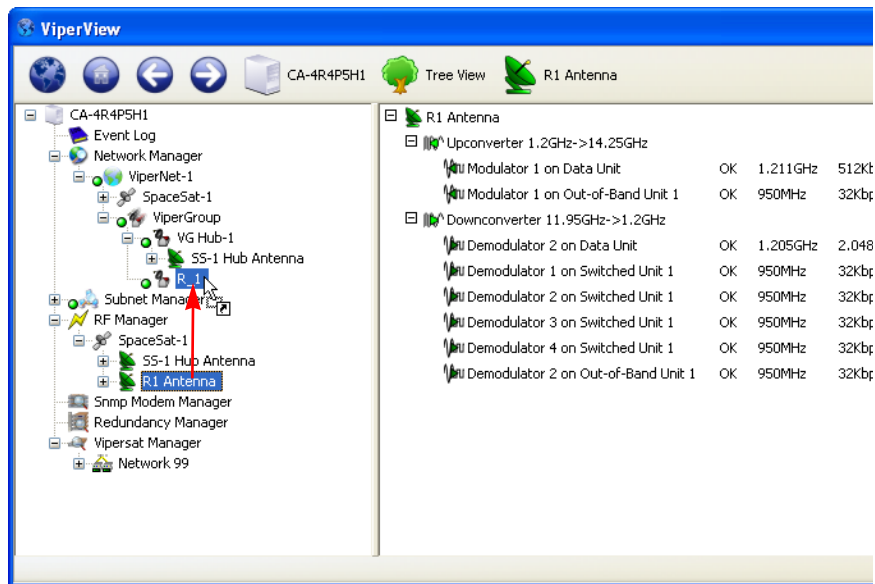 ViperView
CA-4R4P5H1 Tree View R1 Antenna
CA-4R4P5H1
Event Log
Network Manager
ViperNet-1
SpaceSat-1
ViperGroup
VG Hub-1
SS-1 Hub Antenna
R_1
Subnet Manager
RF Manager
SpaceSat-1
SS-1 Hub Antenna
R1 Antenna
Snmp Modem Manager
Redundancy Manager
Vipersat Manager
Network 99
R1 Antenna
Upconverter 1.2GHz->14.25GHz
Modulator 1 on Data Unit OK 1.211GHz 512Kb
Modulator 1 on Out-of-Band Unit 1 OK 950MHz 32Kbp
Downconverter 11.95GHz->1.2GHz
Demodulator 2 on Data Unit OK 1.205GHz 2.048
Demodulator 1 on Switched Unit 1 OK 950MHz 32Kbp
Demodulator 2 on Switched Unit 1 OK 950MHz 32Kbp
Demodulator 3 on Switched Unit 1 OK 950MHz 32Kbp
Demodulator 4 on Switched Unit 1 OK 950MHz 32Kbp
Demodulator 2 on Out-of-Band Unit 1 OK 950MHz 32Kbp